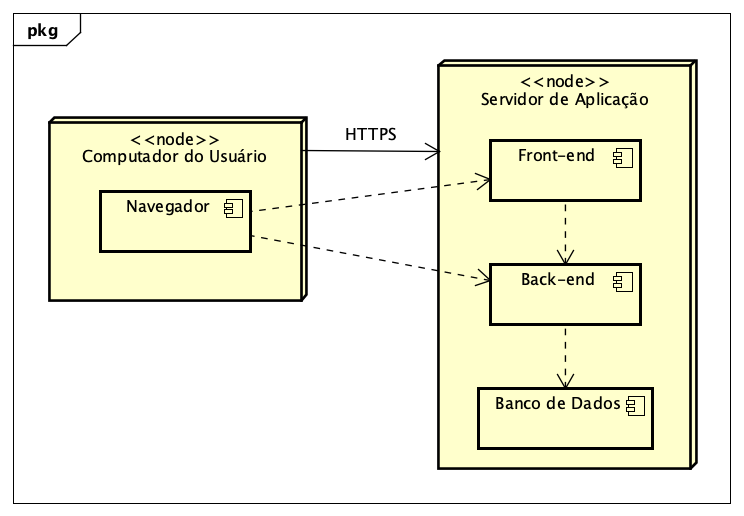 pkg
<<node>>
Computador do Usuário
Navegador
HTTPS
<<node>>
Servidor de Aplicação
Front-end
Back-end
Banco de Dados